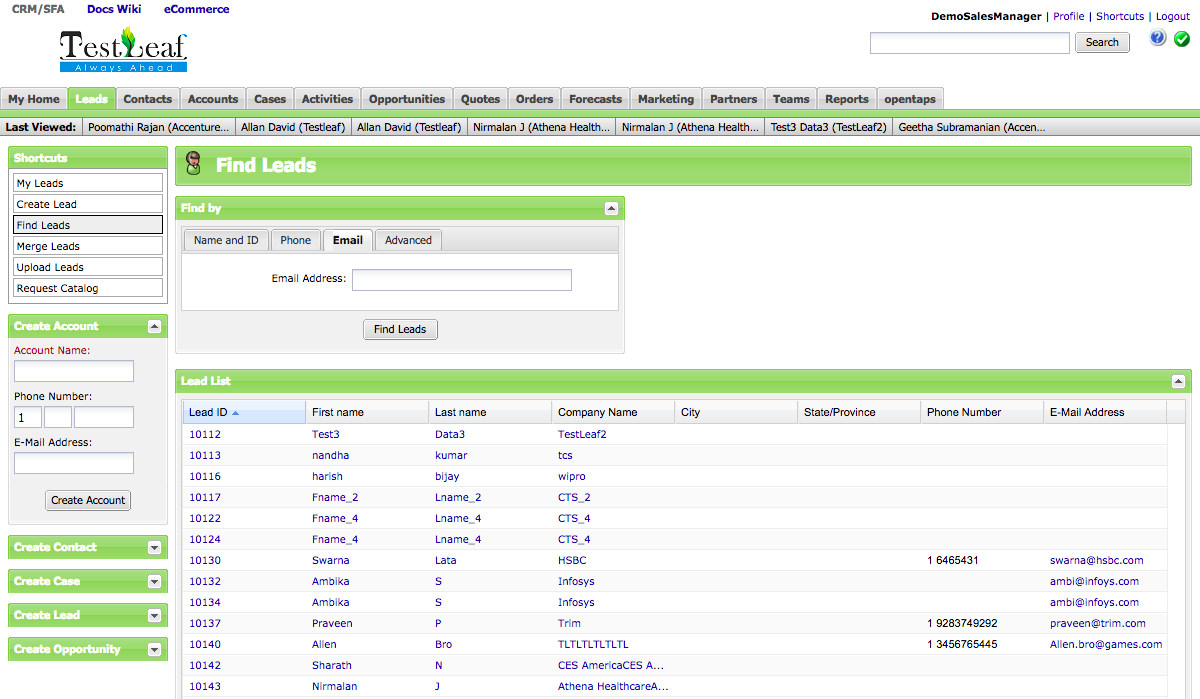 CRM/SFA Docs Wiki eCommerce
DemoSalesManager | Profile | Shortcuts | Logout
TestLeaf
Always Ahead
Search
My Home Leads Contacts Accounts Cases Activities Opportunities Quotes Orders Forecasts Marketing Partners Teams Reports opentaps
Last Viewed: Poomathi Rajan (Accenture... Allan David (Testleaf) Allan David (Testleaf) Nirmalan J (Athena Health... Nirmalan J (Athena Health... Test3 Data3 (TestLeaf2) Geetha Subramanian (Accen...
Shortcuts
My Leads
Create Lead
Find Leads
Merge Leads
Upload Leads
Request Catalog
Create Account
Account Name:
Phone Number:
1
E-Mail Address:
Create Account
Create Contact
Create Case
Create Lead
Create Opportunity
Find Leads
Find by
Name and ID Phone Email Advanced
Email Address:
Find Leads
Lead List
Lead ID First name Last name Company Name City State/Province Phone Number E-Mail Address
10112 Test3 Data3 TestLeaf2
10113 nandha kumar tcs
10116 harish bijay wipro
10117 Fname_2 Lname_2 CTS_2
10122 Fname_4 Lname_4 CTS_4
10124 Fname_4 Lname_4 CTS_4
10130 Swarna Lata HSBC 1 6465431 swarna@hsbc.com
10132 Ambika S Infosys ambi@infoys.com
10134 Ambika S Infosys ambi@infoys.com
10137 Praveen P Trim 1 9283749292 praveen@trim.com
10140 Allen Bro TLTLTLTLTLTL 1 3456765445 Allen.bro@games.com
10142 Sharath N CES AmericaCES A...
10143 Nirmalan J Athena HealthcareA...